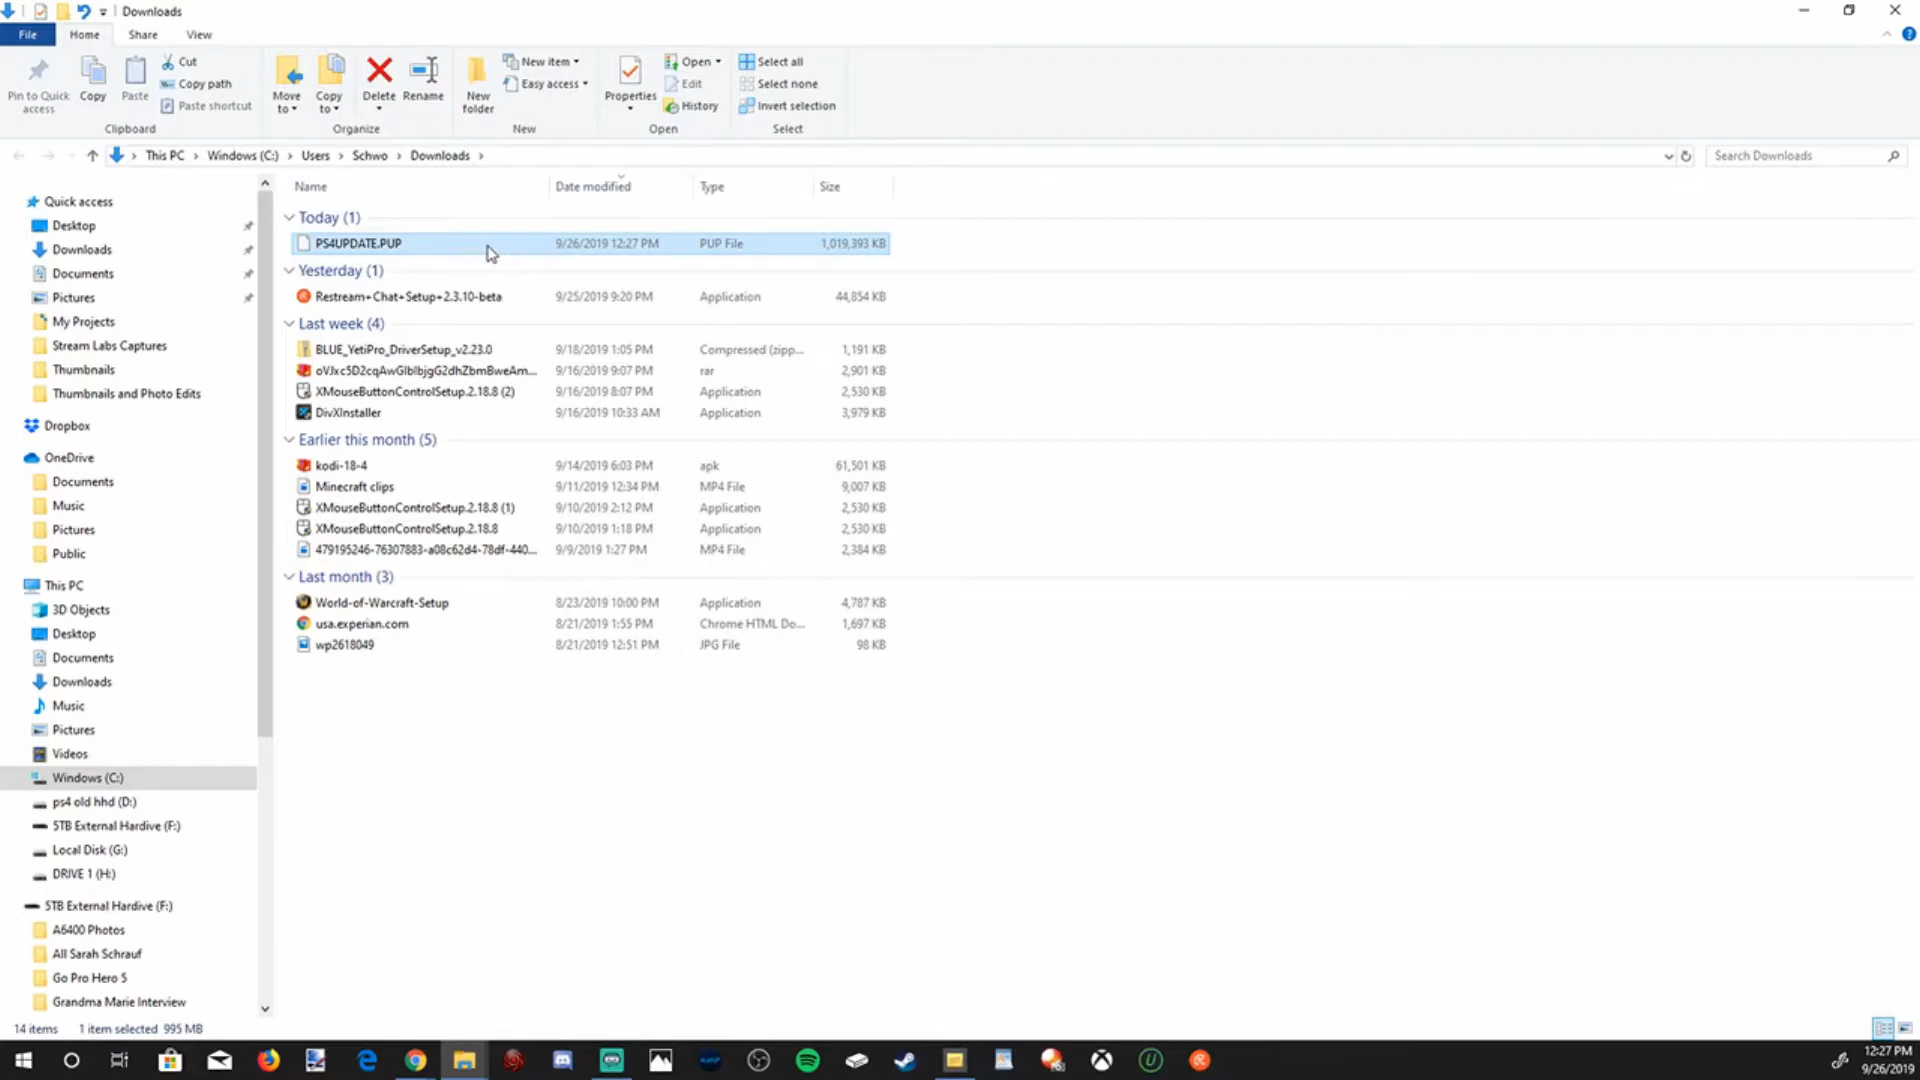 Downloads
File Home Share View
Pin to Quick access
Copy
Paste
Cut
Copy path
Paste shortcut
Clipboard
Move to
Copy to
Delete
Rename
Organize
New folder
New item
Easy access
New
Properties
Open
Edit
History
Open
Select all
Select none
Invert selection
Select
This PC › Windows (C:) › Users › Schwo › Downloads ›
Search Downloads
Quick access
Desktop
Downloads
Documents
Pictures
My Projects
Stream Labs Captures
Thumbnails
Thumbnails and Photo Edits
Dropbox
OneDrive
Documents
Music
Pictures
Public
This PC
3D Objects
Desktop
Documents
Downloads
Music
Pictures
Videos
Windows (C:)
ps4 old hhd (D:)
5TB External Hardive (F:)
Local Disk (G:)
DRIVE 1 (H:)
5TB External Hardive (F:)
A6400 Photos
All Sarah Schrauf
Go Pro Hero 5
Grandma Marie Interview
Name Date modified Type Size
Today (1)
PS4UPDATE.PUP 9/26/2019 12:27 PM PUP File 1,019,393 KB
Yesterday (1)
Restream+Chat+Setup+2.3.10-beta 9/25/2019 9:20 PM Application 44,854 KB
Last week (4)
BLUE_YetiPro_DriverSetup_v2.23.0 9/18/2019 1:05 PM Compressed (zipp... 1,191 KB
9/16/2019 9:07 PM rar 2,901 KB
XMouseButtonControlSetup.2.18.8 (2) 9/16/2019 8:07 PM Application 2,530 KB
DivXInstaller 9/16/2019 10:33 AM Application 3,979 KB
Earlier this month (5)
kodi-18-4 9/14/2019 6:03 PM apk 61,501 KB
Minecraft clips 9/11/2019 12:34 PM MP4 File 9,007 KB
XMouseButtonControlSetup.2.18.8 (1) 9/10/2019 2:12 PM Application 2,530 KB
XMouseButtonControlSetup.2.18.8 9/10/2019 1:18 PM Application 2,530 KB
479195246-76307883-a08c62d4-78df-440... 9/9/2019 1:27 PM MP4 File 2,384 KB
Last month (3)
World-of-Warcraft-Setup 8/23/2019 10:00 PM Application 4,787 KB
usa.experian.com 8/21/2019 1:55 PM Chrome HTML Do... 1,697 KB
wp2618049 8/21/2019 12:51 PM JPG File 98 KB
14 items 1 item selected 995 MB
12:27 PM
9/26/2019